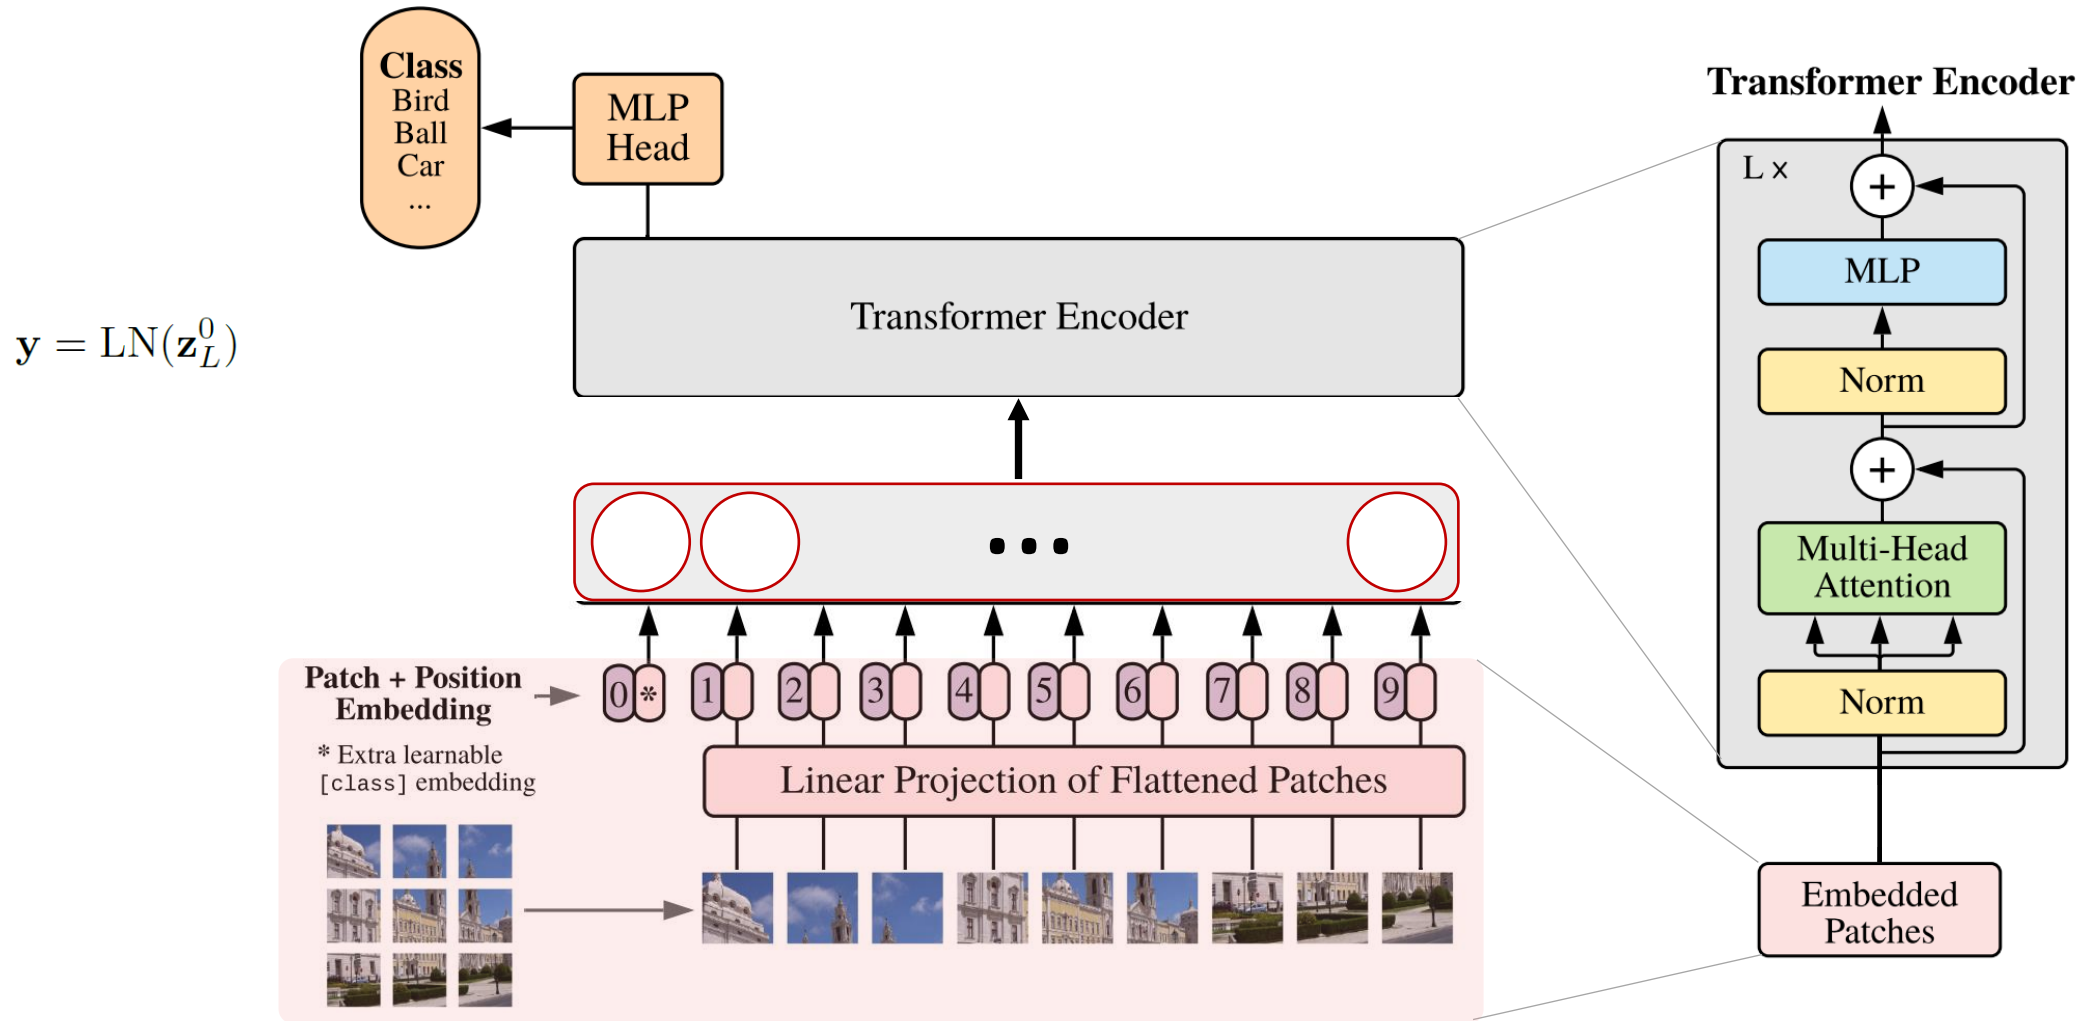 Class
Bird
Ball
Car
...
MLP
Head
Transformer Encoder
y = LN(z_L^0)
Patch + Position
Embedding
* Extra learnable
[class] embedding
0 *
1
2
3
4
5
6
7
8
9
Linear Projection of Flattened Patches
Transformer Encoder
L ×
+
MLP
Norm
+
Multi-Head
Attention
Norm
Embedded
Patches